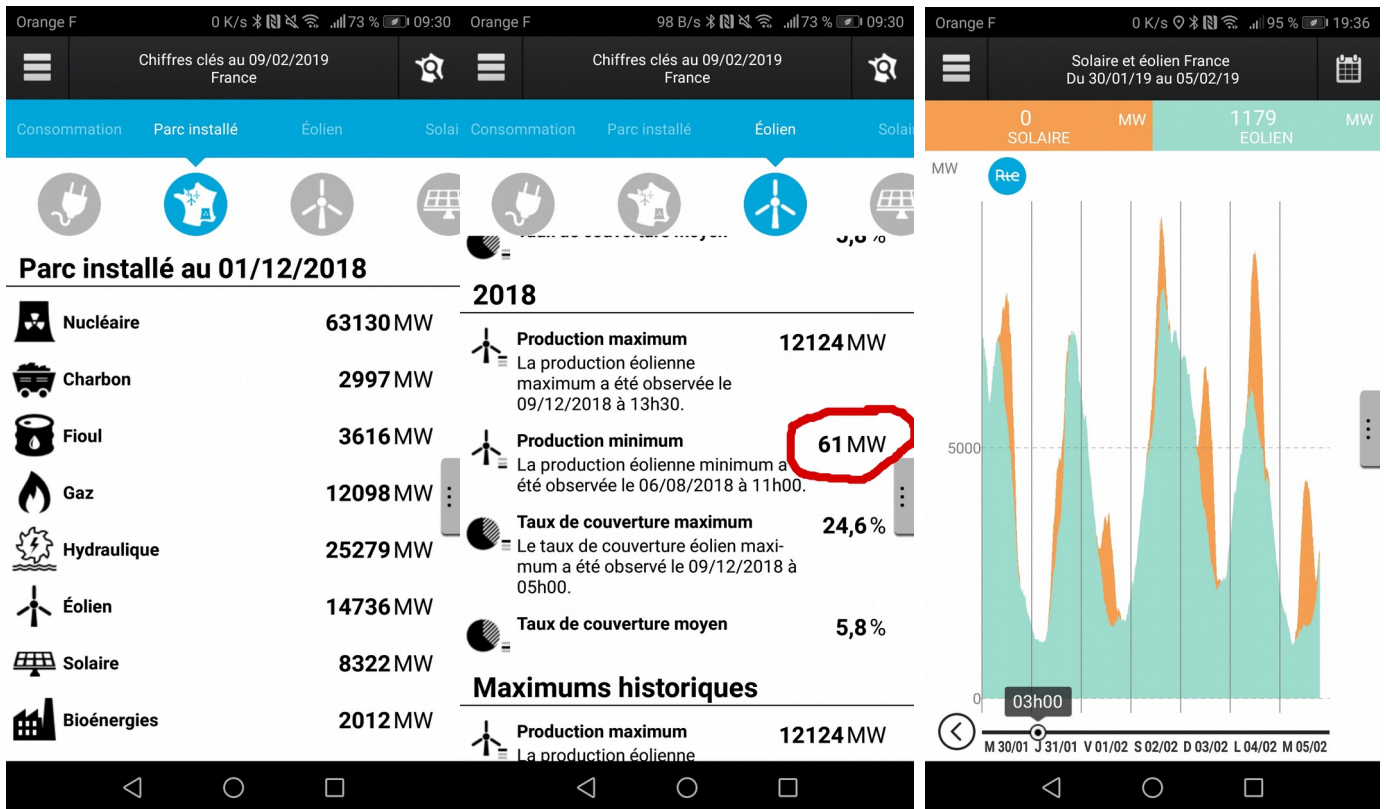 Orange F 0 K/s 73 % 09:30
Chiffres clés au 09/02/2019
France
Consommation Parc installé Éolien Solai
Parc installé au 01/12/2018
Nucléaire 63130 MW
Charbon 2997 MW
Fioul 3616 MW
Gaz 12098 MW
Hydraulique 25279 MW
Éolien 14736 MW
Solaire 8322 MW
Bioénergies 2012 MW
Orange F 98 B/s 73 % 09:30
Chiffres clés au 09/02/2019
France
Consommation Parc installé Éolien Solai
2018
Production maximum 12124 MW
La production éolienne
maximum a été observée le
09/12/2018 à 13h30.
Production minimum 61 MW
La production éolienne minimum a
été observée le 06/08/2018 à 11h00.
Taux de couverture maximum 24,6 %
Le taux de couverture éolien maxi-
mum a été observé le 09/12/2018 à
05h00.
Taux de couverture moyen 5,8 %
Maximums historiques
Production maximum 12124 MW
La production éolienne
Orange F 0 K/s 95 % 19:36
Solaire et éolien France
Du 30/01/19 au 05/02/19
0 MW 1179 MW
SOLAIRE EOLIEN
MW
Rte
5000
0
03h00
M 30/01 J 31/01 V 01/02 S 02/02 D 03/02 L 04/02 M 05/02